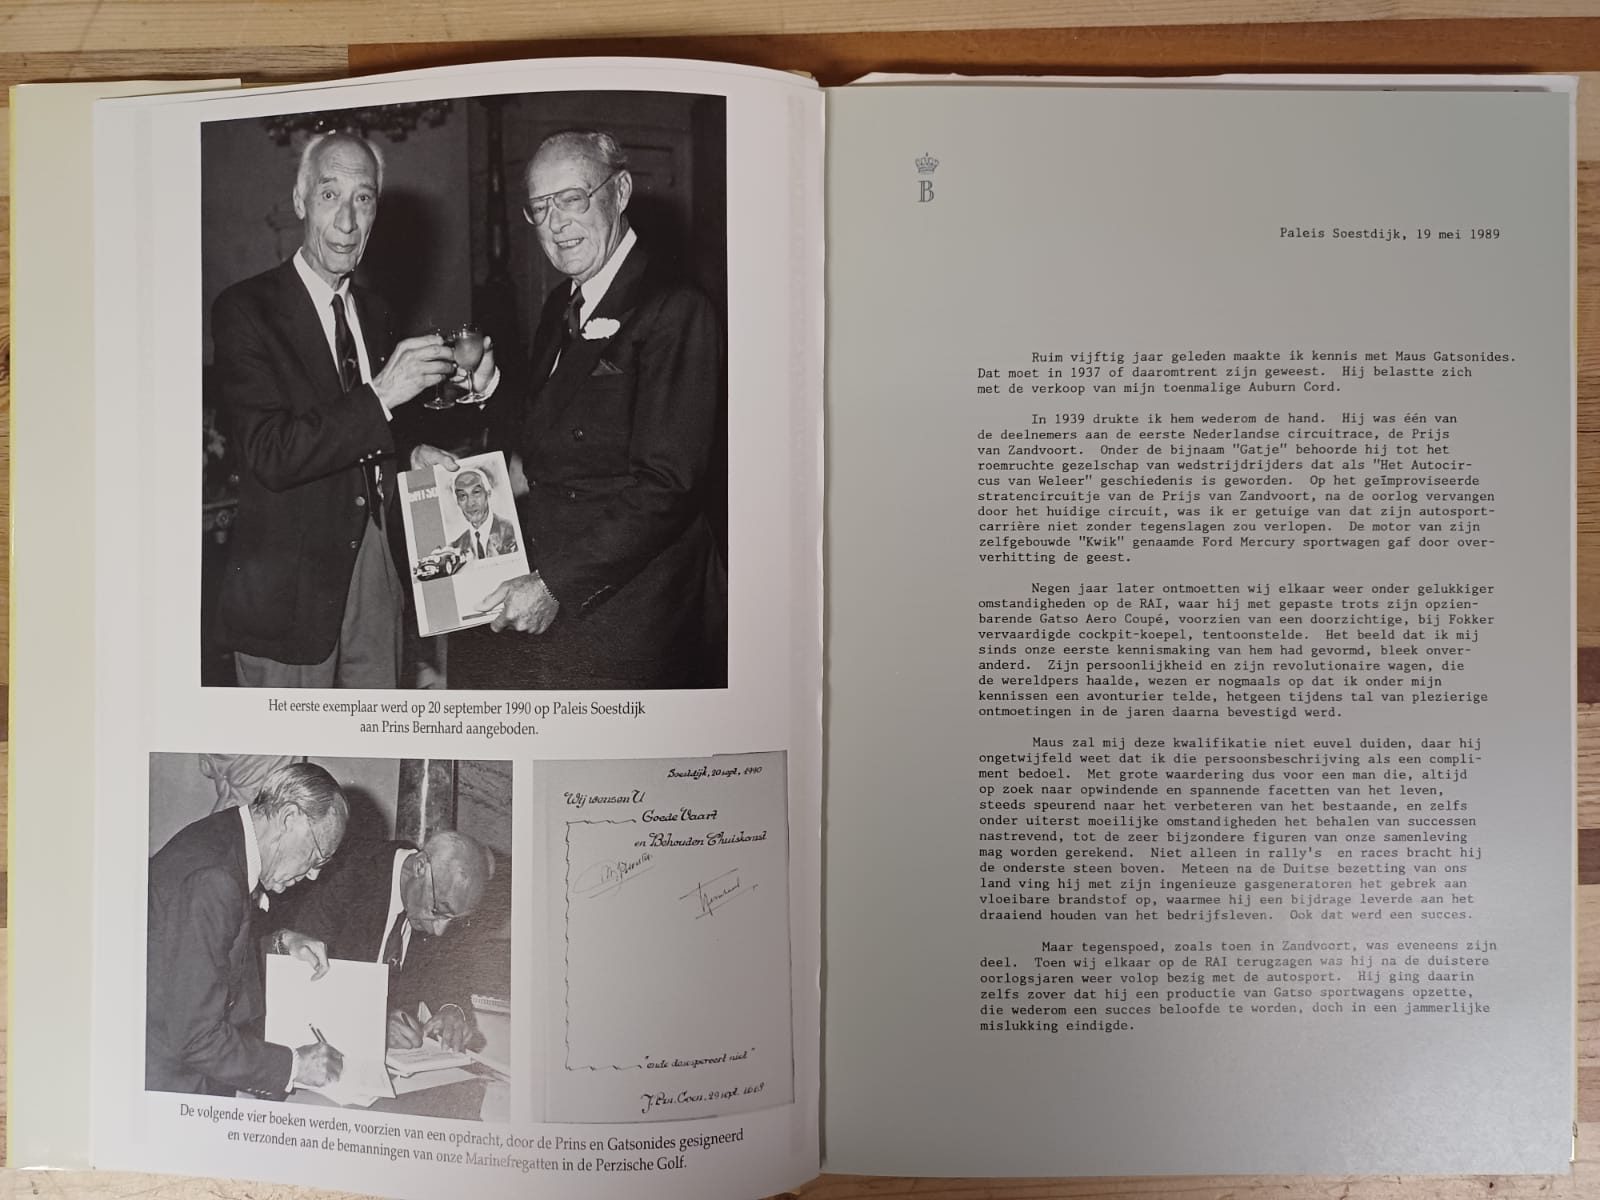 Het eerste exemplaar werd op 20 september 1990 op Paleis Soestdijk
aan Prins Bernhard aangeboden.
Soestdijk, 20 sept, 1990
Wij wensen U
Goede Vaart
en Behouden Thuiskomst
J. Psn. Coen. 29 sept. 1618
De volgende vier boeken werden, voorzien van een opdracht, door de Prins en Gatsonides gesigneerd
en verzonden aan de bemanningen van onze Marinefregatten in de Perzische Golf.
B
Paleis Soestdijk, 19 mei 1989
Ruim vijftig jaar geleden maakte ik kennis met Maus Gatsonides.
Dat moet in 1937 of daaromtrent zijn geweest. Hij belastte zich
met de verkoop van mijn toenmalige Auburn Cord.
In 1939 drukte ik hem wederom de hand. Hij was één van
de deelnemers aan de eerste Nederlandse circuitrace, de Prijs
van Zandvoort. Onder de bijnaam "Gatje" behoorde hij tot het
roemruchte gezelschap van wedstrijdrijders dat als "Het Autocir-
cus van Weleer" geschiedenis is geworden. Op het geïmproviseerde
stratencircuitje van de Prijs van Zandvoort, na de oorlog vervangen
door het huidige circuit, was ik er getuige van dat zijn autosport-
carrière niet zonder tegenslagen zou verlopen. De motor van zijn
zelfgebouwde "Kwik" genaamde Ford Mercury sportwagen gaf door over-
verhitting de geest.
Negen jaar later ontmoetten wij elkaar weer onder gelukkiger
omstandigheden op de RAI, waar hij met gepaste trots zijn opzien-
barende Gatso Aero Coupé, voorzien van een doorzichtige, bij Fokker
vervaardigde cockpit-koepel, tentoonstelde. Het beeld dat ik mij
sinds onze eerste kennismaking van hem had gevormd, bleek onver-
anderd. Zijn persoonlijkheid en zijn revolutionaire wagen, die
de wereldpers haalde, wezen er nogmaals op dat ik onder mijn
kennissen een avonturier telde, hetgeen tijdens tal van plezierige
ontmoetingen in de jaren daarna bevestigd werd.
Maus zal mij deze kwalifikatie niet euvel duiden, daar hij
ongetwijfeld weet dat ik die persoonsbeschrijving als een compli-
ment bedoel. Met grote waardering dus voor een man die, altijd
op zoek naar opwindende en spannende facetten van het leven,
steeds speurend naar het verbeteren van het bestaande, en zelfs
onder uiterst moeilijke omstandigheden het behalen van successen
nastrevend, tot de zeer bijzondere figuren van onze samenleving
mag worden gerekend. Niet alleen in rally's en races bracht hij
de onderste steen boven. Meteen na de Duitse bezetting van ons
land ving hij met zijn ingenieuze gasgeneratoren het gebrek aan
vloeibare brandstof op, waarmee hij een bijdrage leverde aan het
draaiend houden van het bedrijfsleven. Ook dat werd een succes.
Maar tegenspoed, zoals toen in Zandvoort, was eveneens zijn
deel. Toen wij elkaar op de RAI terugzagen was hij na de duistere
oorlogsjaren weer volop bezig met de autosport. Hij ging daarin
zelfs zover dat hij een productie van Gatso sportwagens opzette,
die wederom een succes beloofde te worden, doch in een jammerlijke
mislukking eindigde.